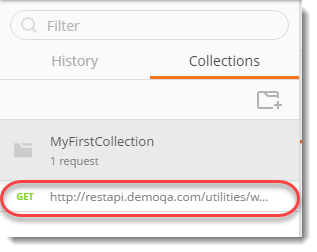 Filter
History Collections
MyFirstCollection
1 request
GET http://restapi.demoqa.com/utilities/w...